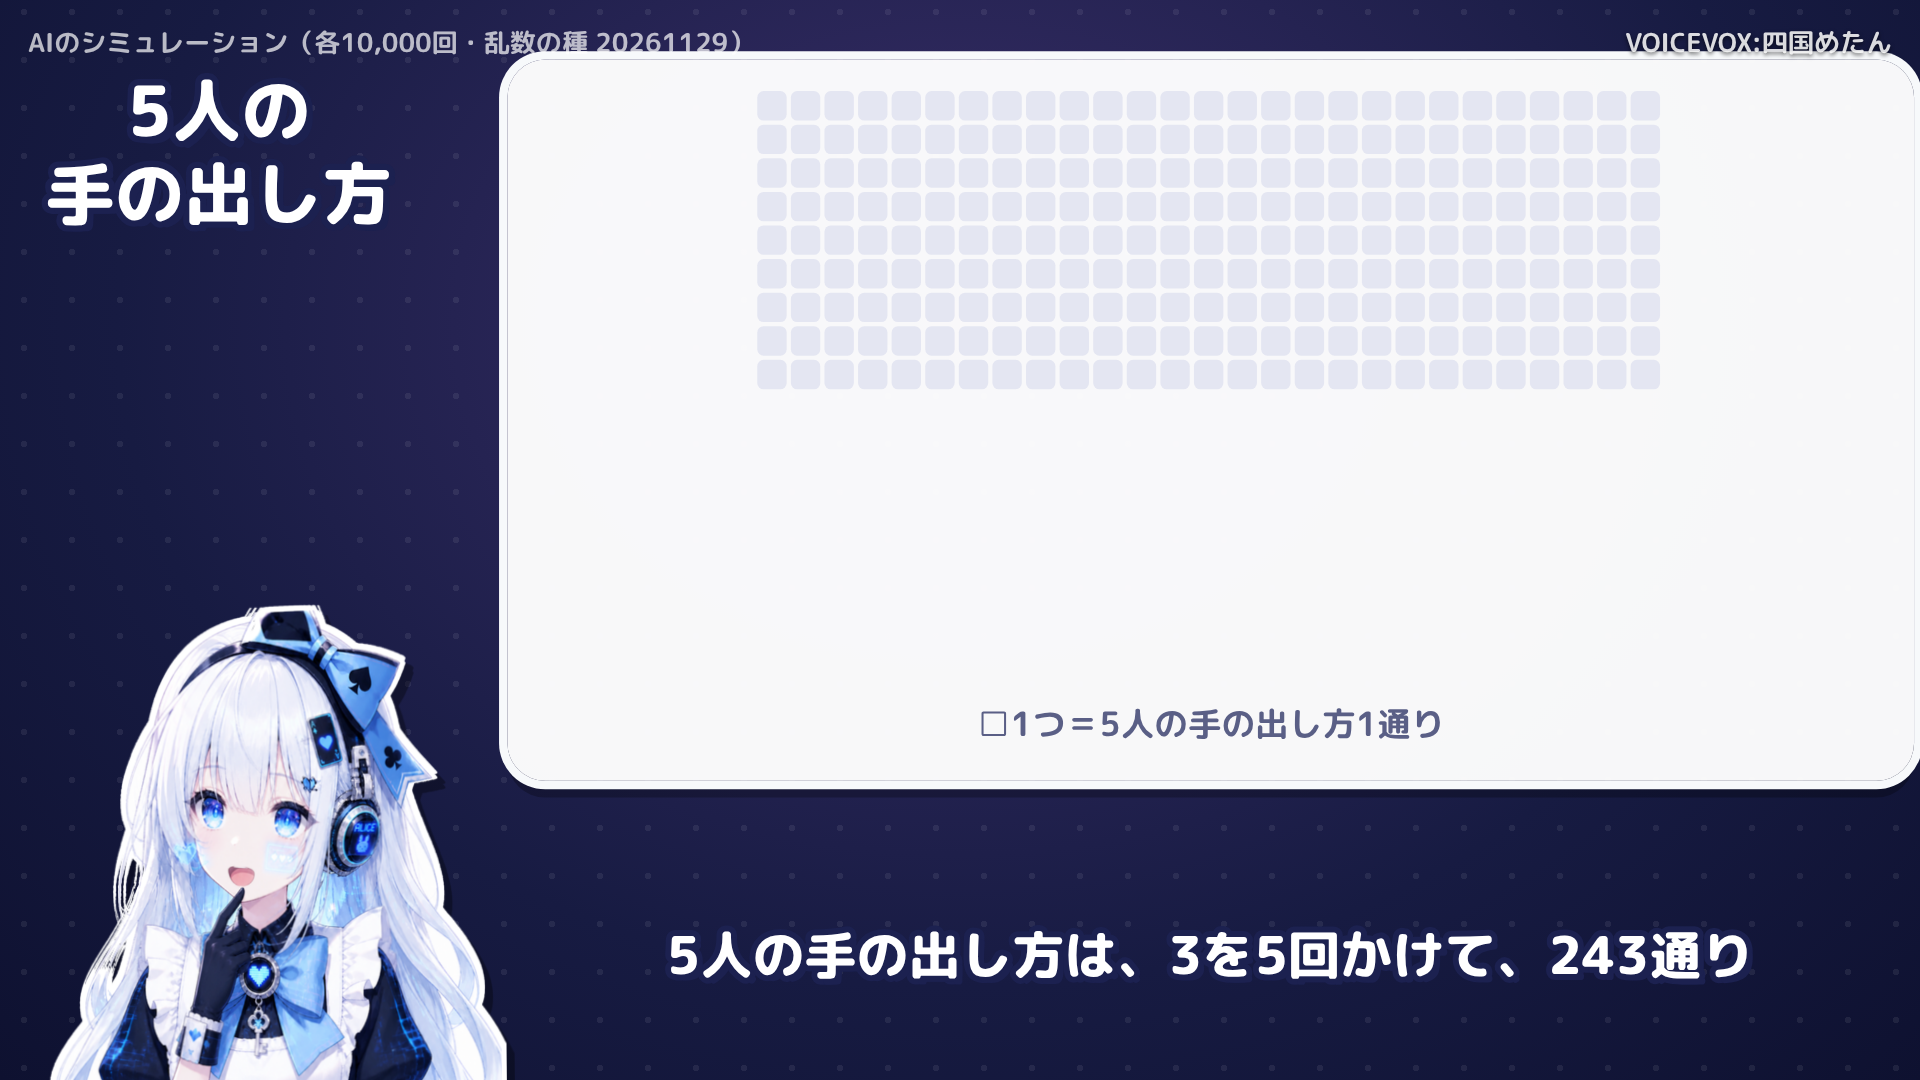 AIのシミュレーション（各10,000回・乱数の種 20261129）
VOICEVOX:四国めたん
5人の
手の出し方
□1つ＝5人の手の出し方1通り
ALICE
5人の手の出し方は、3を5回かけて、243通り